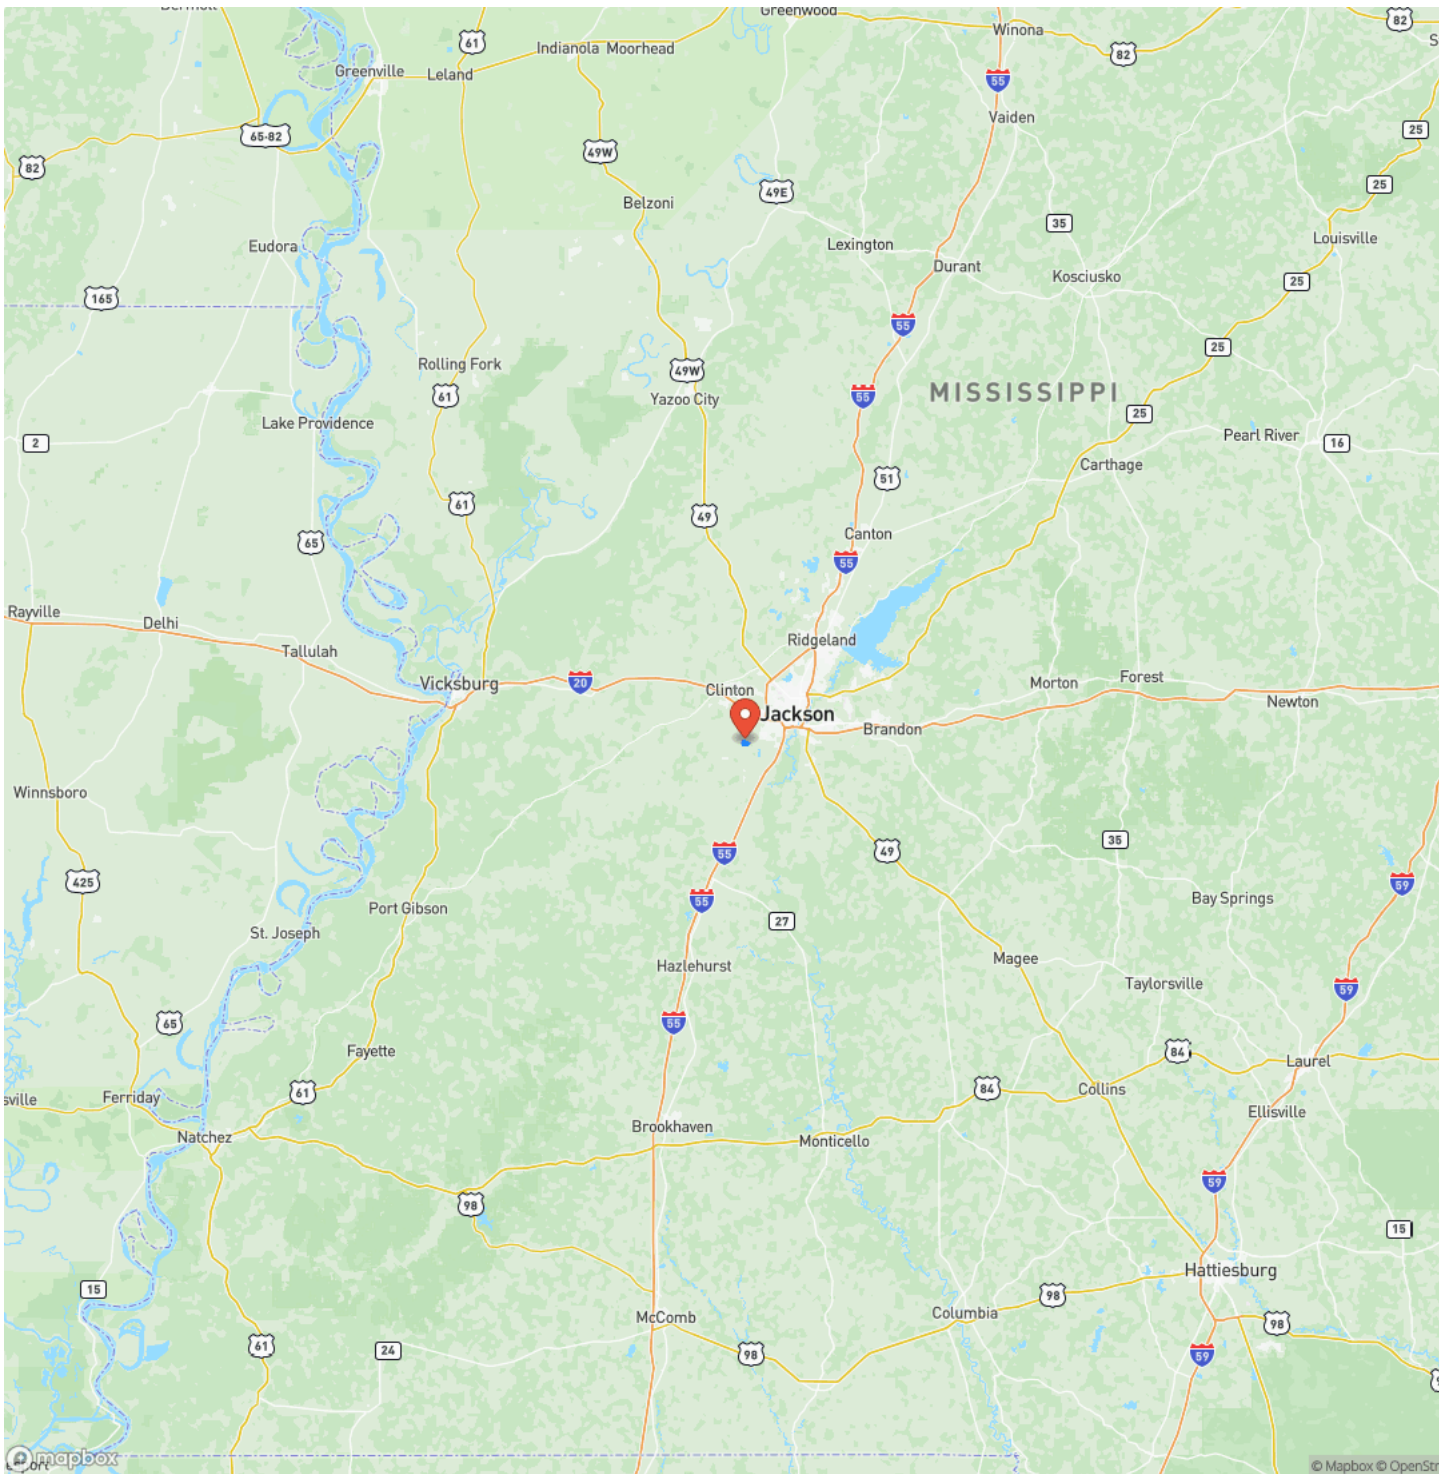 Greenwood
82
61
Winona
82
Indianola Moorhead
Greenville
Leland
55
Vaiden
65-82
25
49W
82
25
49E
Belzoni
35
Lexington
Louisville
Eudora
Durant
Kosciusko
25
165
55
25
Rolling Fork
49W
61
55
MISSISSIPPI
Yazoo City
25
Lake Providence
Pearl River
16
2
Carthage
51
61
49
Canton
65
55
Rayville
Delhi
Ridgeland
Tallulah
Vicksburg
20
Clinton
Morton
Forest
Newton
Jackson
Brandon
Winnsboro
35
49
55
425
59
55
Bay Springs
Port Gibson
27
St. Joseph
Magee
Hazlehurst
Taylorsville
59
65
55
Fayette
84
Laurel
61
84
Collins
sville
Ferriday
Ellisville
Brookhaven
Natchez
Monticello
59
98
15
Hattiesburg
15
98
Columbia
McComb
98
61
24
98
59
mapbox
© Mapbox © OpenStr